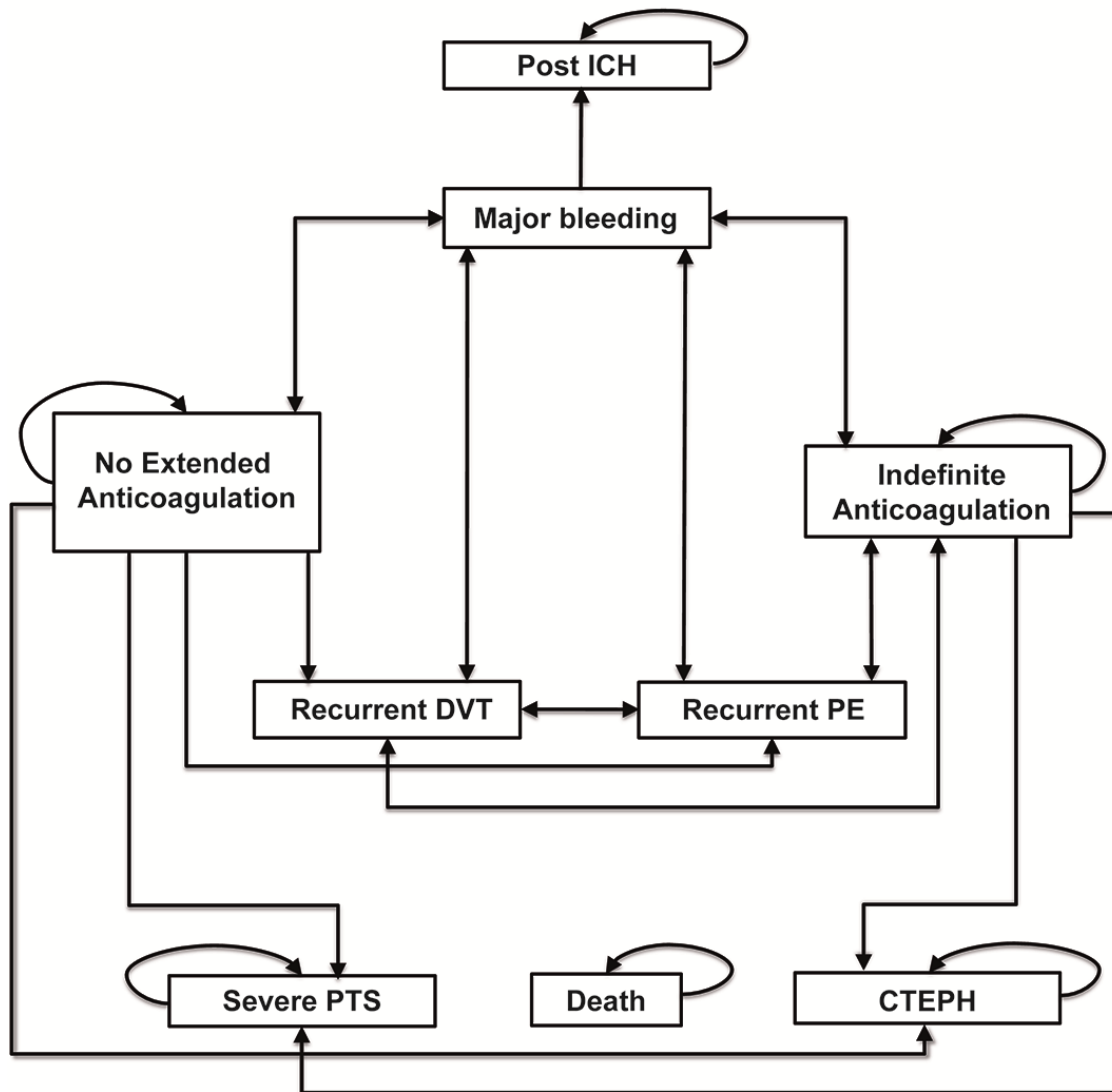 Post ICH
Major bleeding
No Extended
Anticoagulation
Indefinite
Anticoagulation
Recurrent DVT
Recurrent PE
Severe PTS
Death
CTEPH